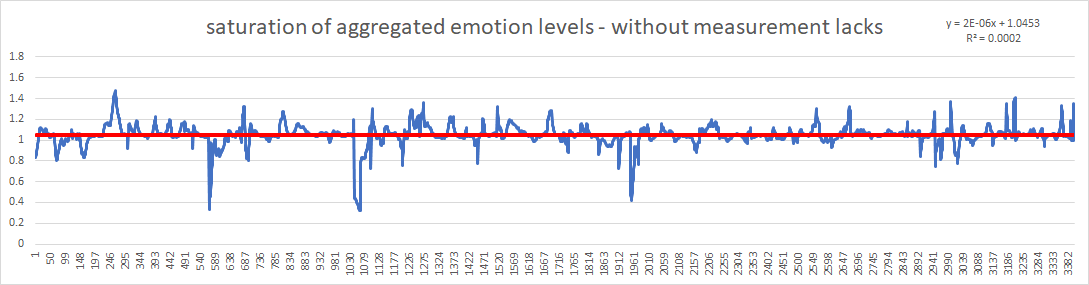 saturation of aggregated emotion levels - without measurement lacks
y = 2E-06x + 1.0453
R² = 0.0002
1.8
1.6
1.4
1.2
1
0.8
0.6
0.4
0.2
0
1 50 99 148 197 246 295 344 393 442 491 540 589 638 687 736 785 834 883 932 981 1030 1079 1128 1177 1226 1275 1324 1373 1422 1471 1520 1569 1618 1667 1716 1765 1814 1863 1912 1961 2010 2059 2108 2157 2206 2255 2304 2353 2402 2451 2500 2549 2598 2647 2696 2745 2794 2843 2892 2941 2990 3039 3088 3137 3186 3235 3284 3333 3382